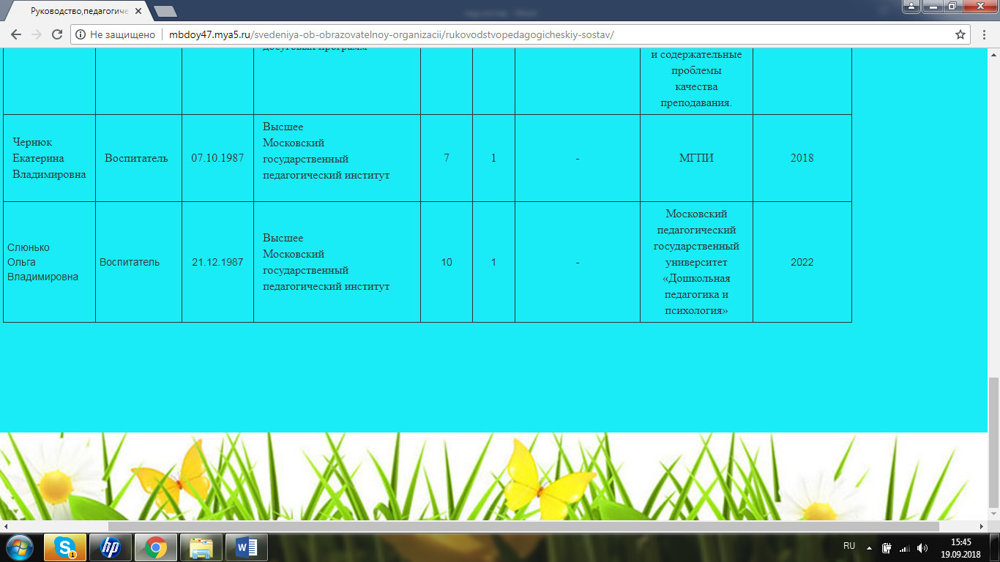 Руководство,педагогиче
Не защищено
mbdoy47.mya5.ru/svedeniya-ob-obrazovatelnoy-organizacii/rukovodstvopedagogicheskiy-sostav/
досуговых программ
и содержательные
проблемы
качества
преподавания.
Чернюк
Екатерина
Владимировна
Воспитатель
07.10.1987
Высшее
Московский
государственный
педагогический институт
7
1
-
МГПИ
2018
Слюнько
Ольга
Владимировна
Воспитатель
21.12.1987
Высшее
Московский
государственный
педагогический институт
10
1
-
Московский
педагогический
государственный
университет
«Дошкольная
педагогика и
психология»
2022
RU
15:45
19.09.2018